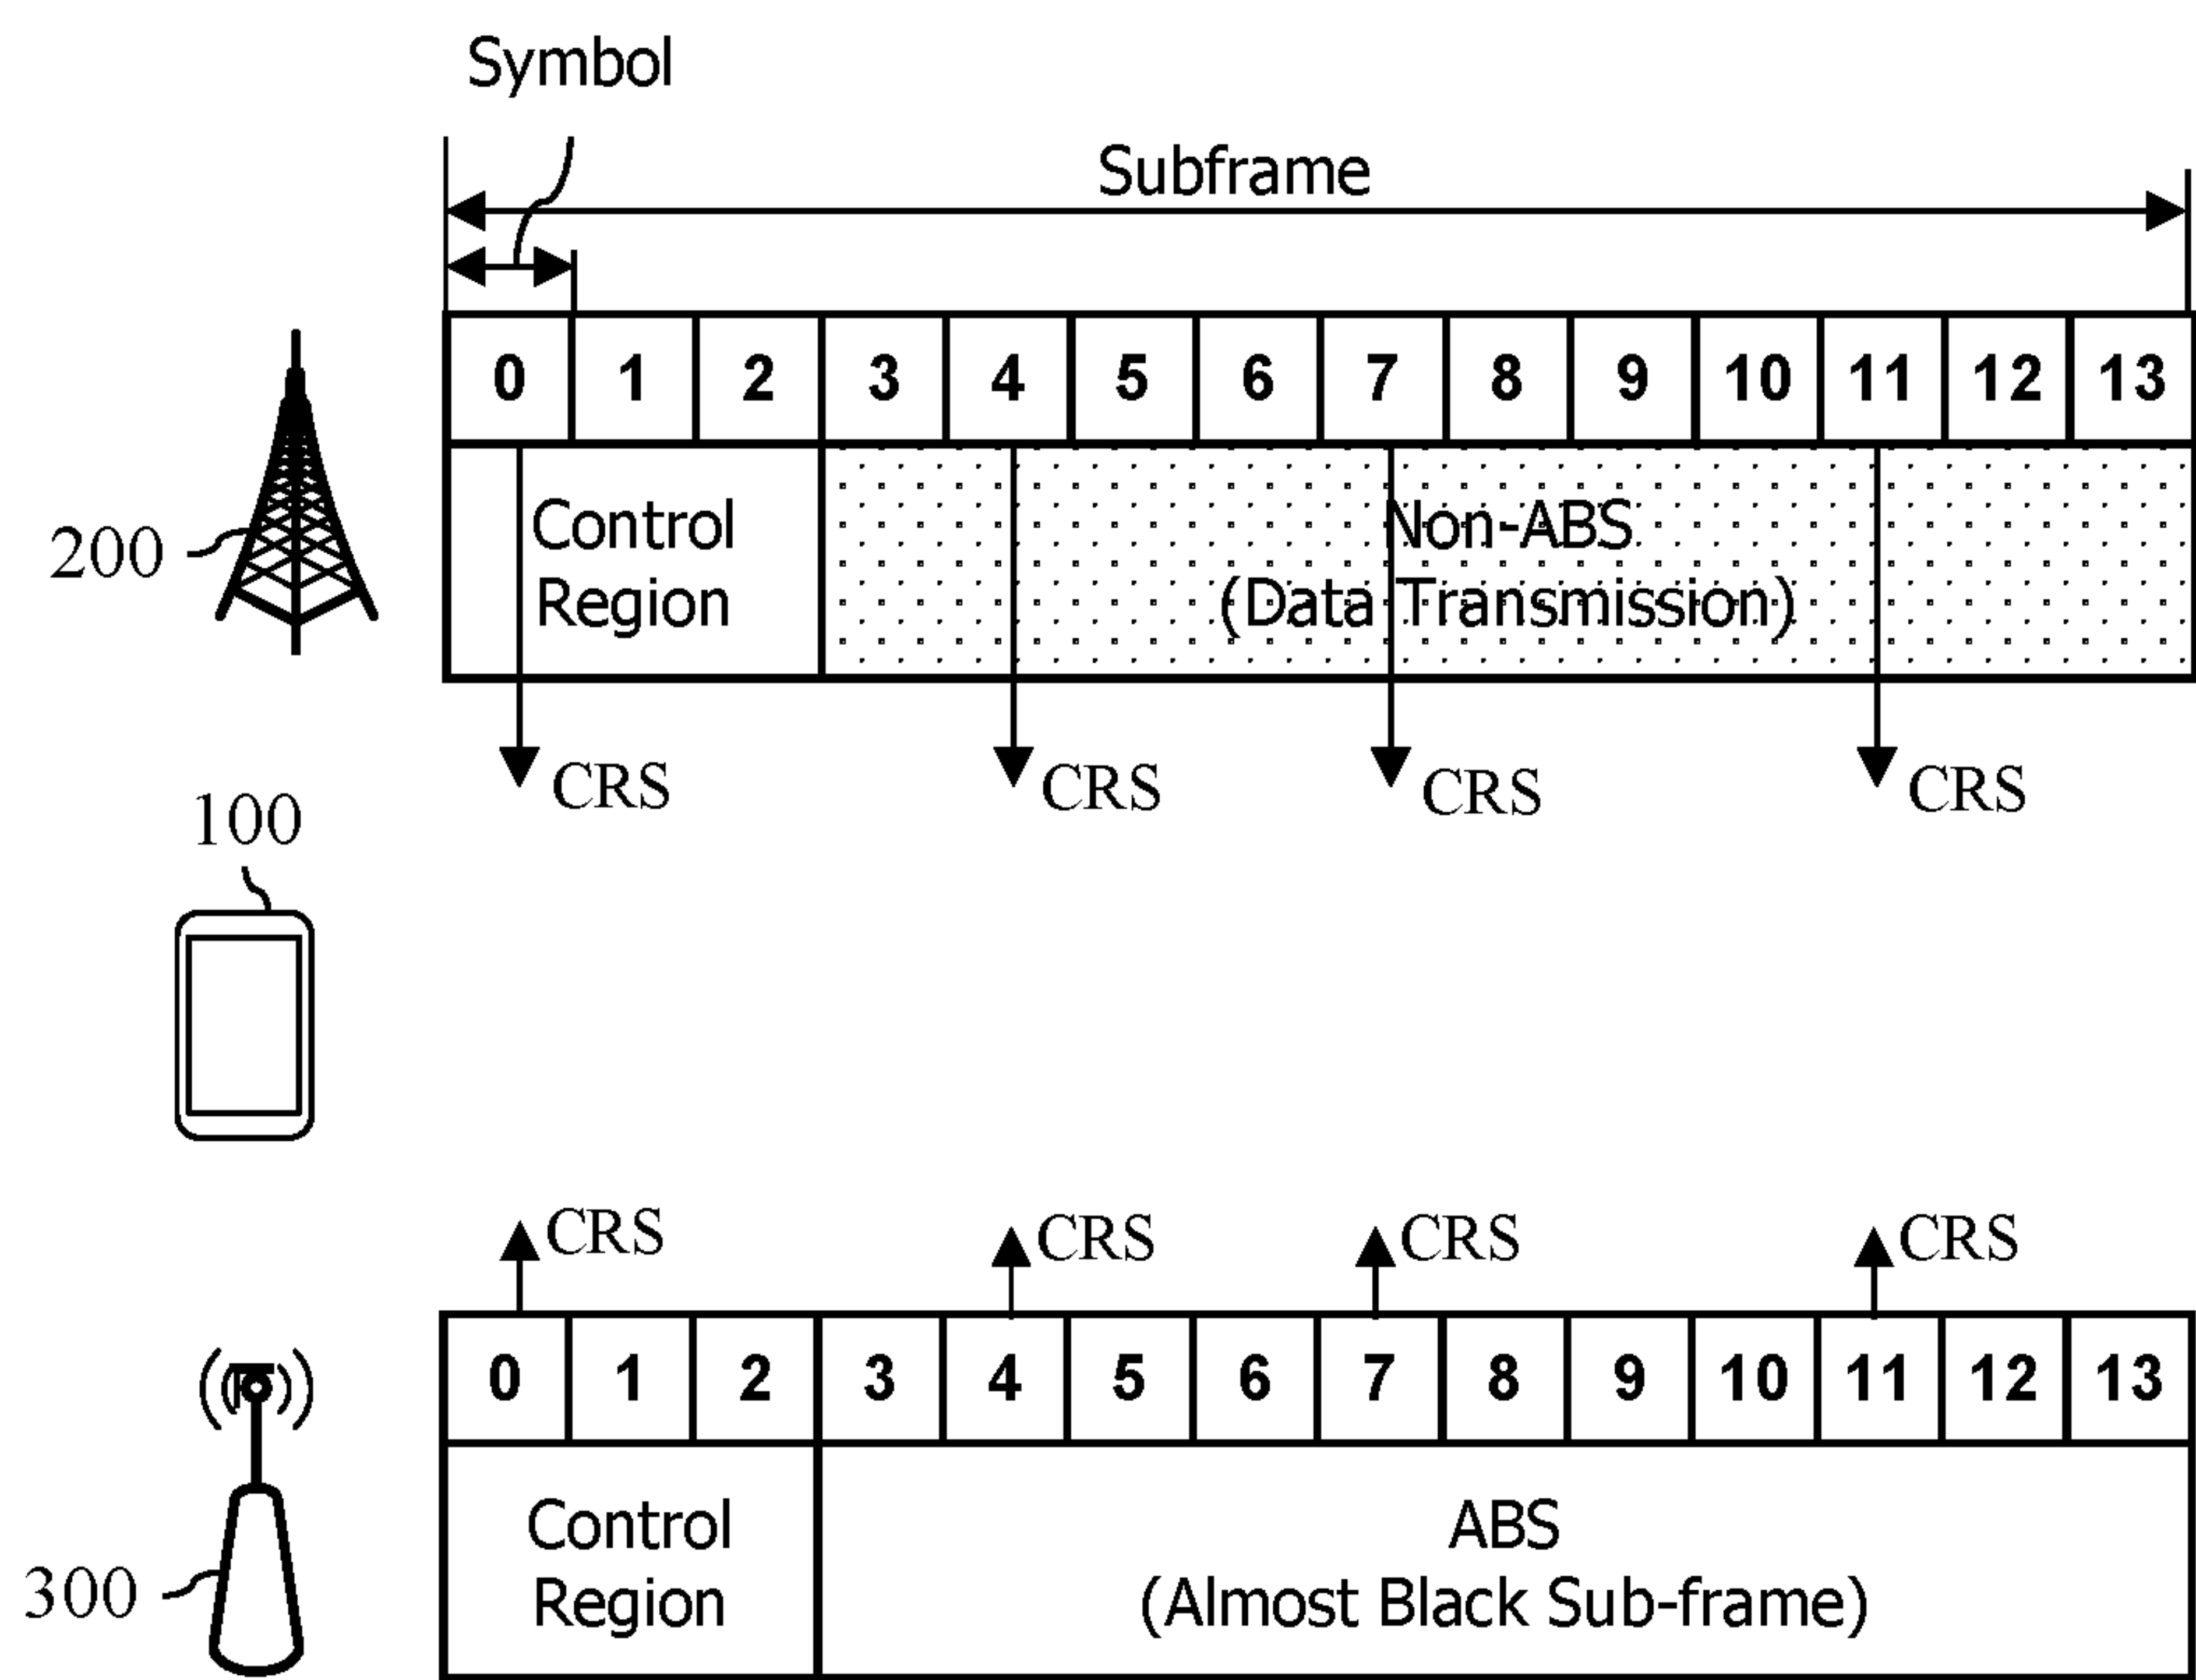 Symbol
Subframe
0 1 2 3 4 5 6 7 8 9 10 11 12 13
200
Control
Region
Non-ABS
(Data Transmission)
CRS CRS CRS CRS
100
CRS CRS CRS CRS
0 1 2 3 4 5 6 7 8 9 10 11 12 13
300
Control
Region
ABS
(Almost Black Sub-frame)